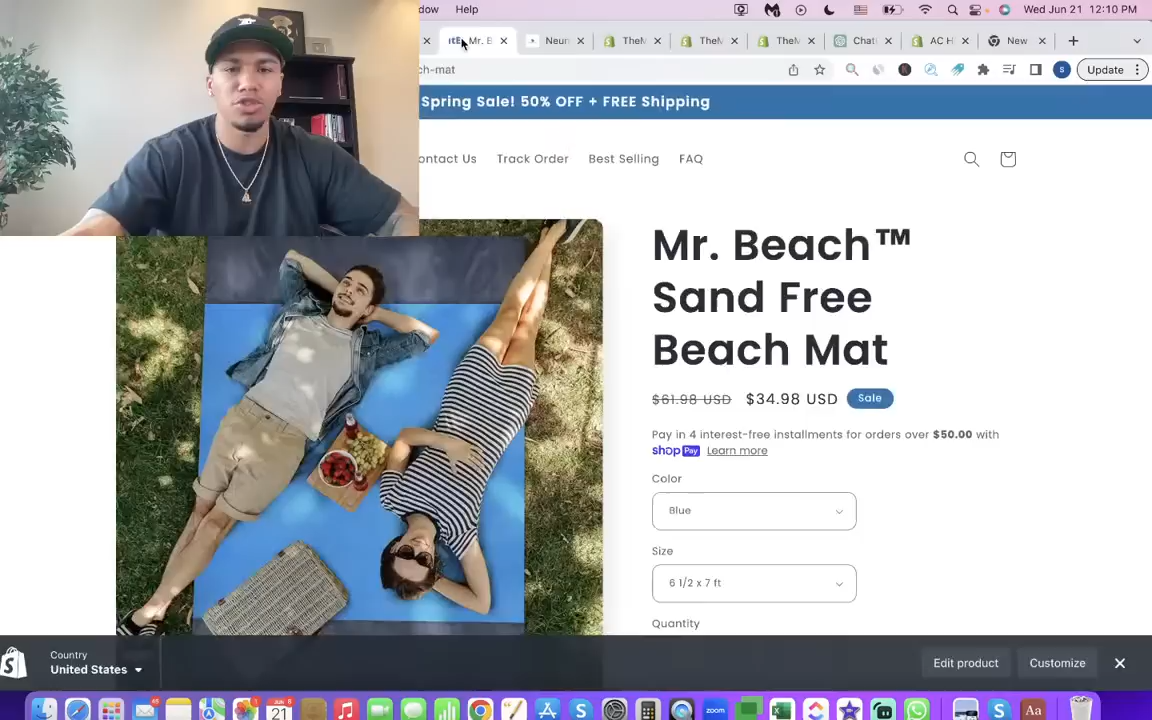 dow Help
Wed Jun 21 12:10 PM
Mr. B
Neur
TheM
TheM
TheM
Chat
AC H
New
ch-mat
S
Update
Spring Sale! 50% OFF + FREE Shipping
ontact Us Track Order Best Selling FAQ
Mr. Beach™
Sand Free
Beach Mat
$61.98 USD $34.98 USD Sale
Pay in 4 interest-free installments for orders over $50.00 with
shop Pay Learn more
Color
Blue
Size
6 1/2 x 7 ft
Quantity
Country
United States
Edit product
Customize
JUN
21
zoom
Aa